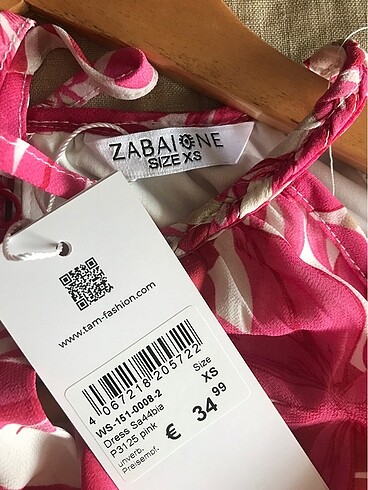 ZABAIONE
SIZE XS
www.tam-fashion.com
4 067218 205722
WS-151-0008-2
Dress Sa44bia
P3125 pink
unverb.
Preisempf.
Size
XS
€ 34 99